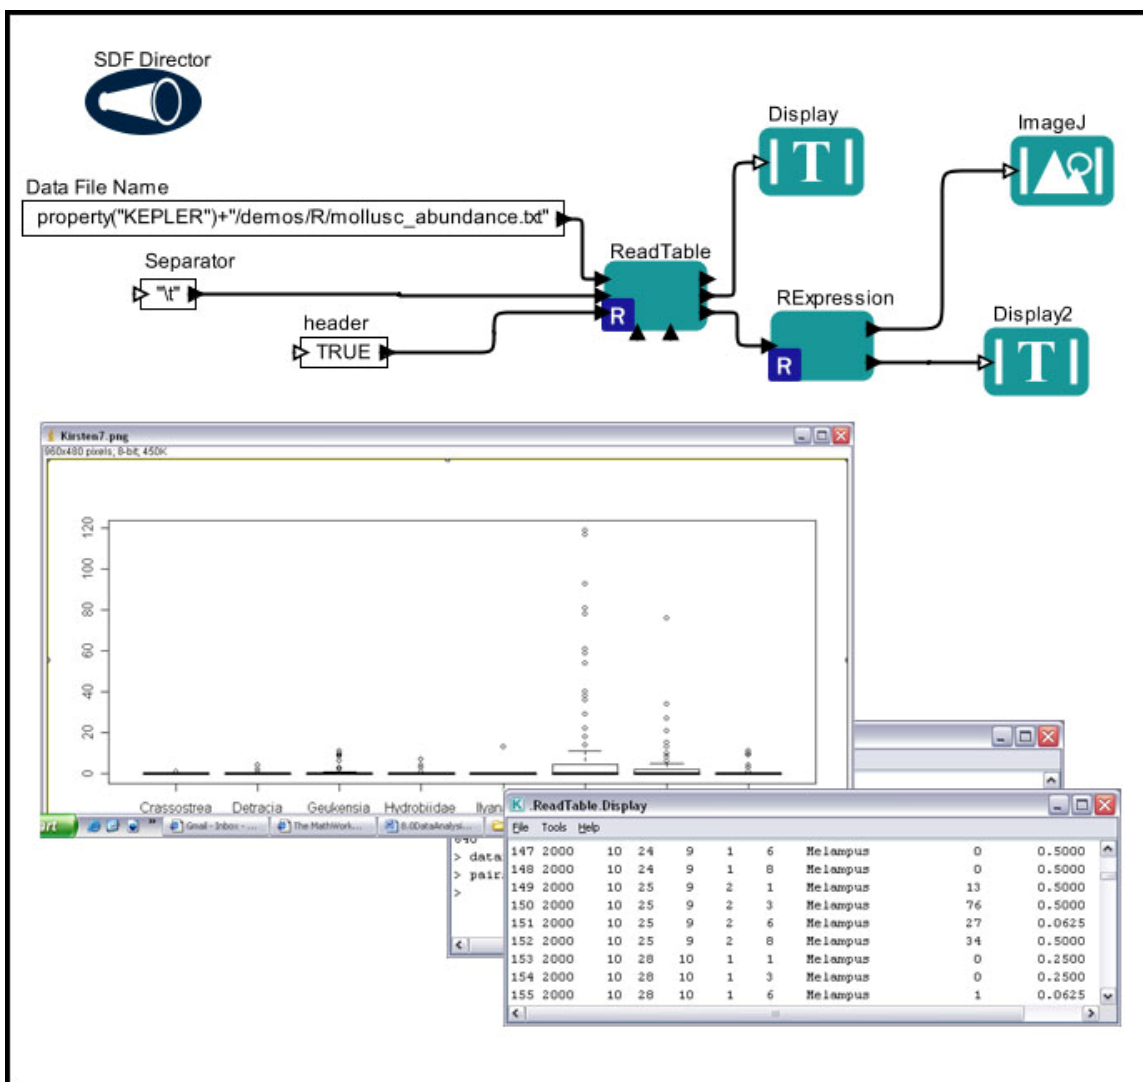 SDF Director
Display
T
ImageJ
Data File Name
property("KEPLER")+"/demos/R/mollusc_abundance.txt"
ReadTable
R
Separator
"\t"
header
TRUE
RExpression
R
Display2
T
Kirsten7.png
960x480 pixels; 8-bit; 450K
120
100
80
60
40
20
0
Crassostrea Detracia Geukensia Hydrobiidae Ilyan
art
Gmail - Inbox - ...
The MathWork...
8.0DataAnalysi...
640
> data
> pair
>
.ReadTable.Display
File Tools Help
147 2000 10 24 9 1 6 Melampus 0 0.5000
148 2000 10 24 9 1 8 Melampus 0 0.5000
149 2000 10 25 9 2 1 Melampus 13 0.5000
150 2000 10 25 9 2 3 Melampus 76 0.5000
151 2000 10 25 9 2 6 Melampus 27 0.0625
152 2000 10 25 9 2 8 Melampus 34 0.5000
153 2000 10 28 10 1 1 Melampus 0 0.2500
154 2000 10 28 10 1 3 Melampus 0 0.2500
155 2000 10 28 10 1 6 Melampus 1 0.0625